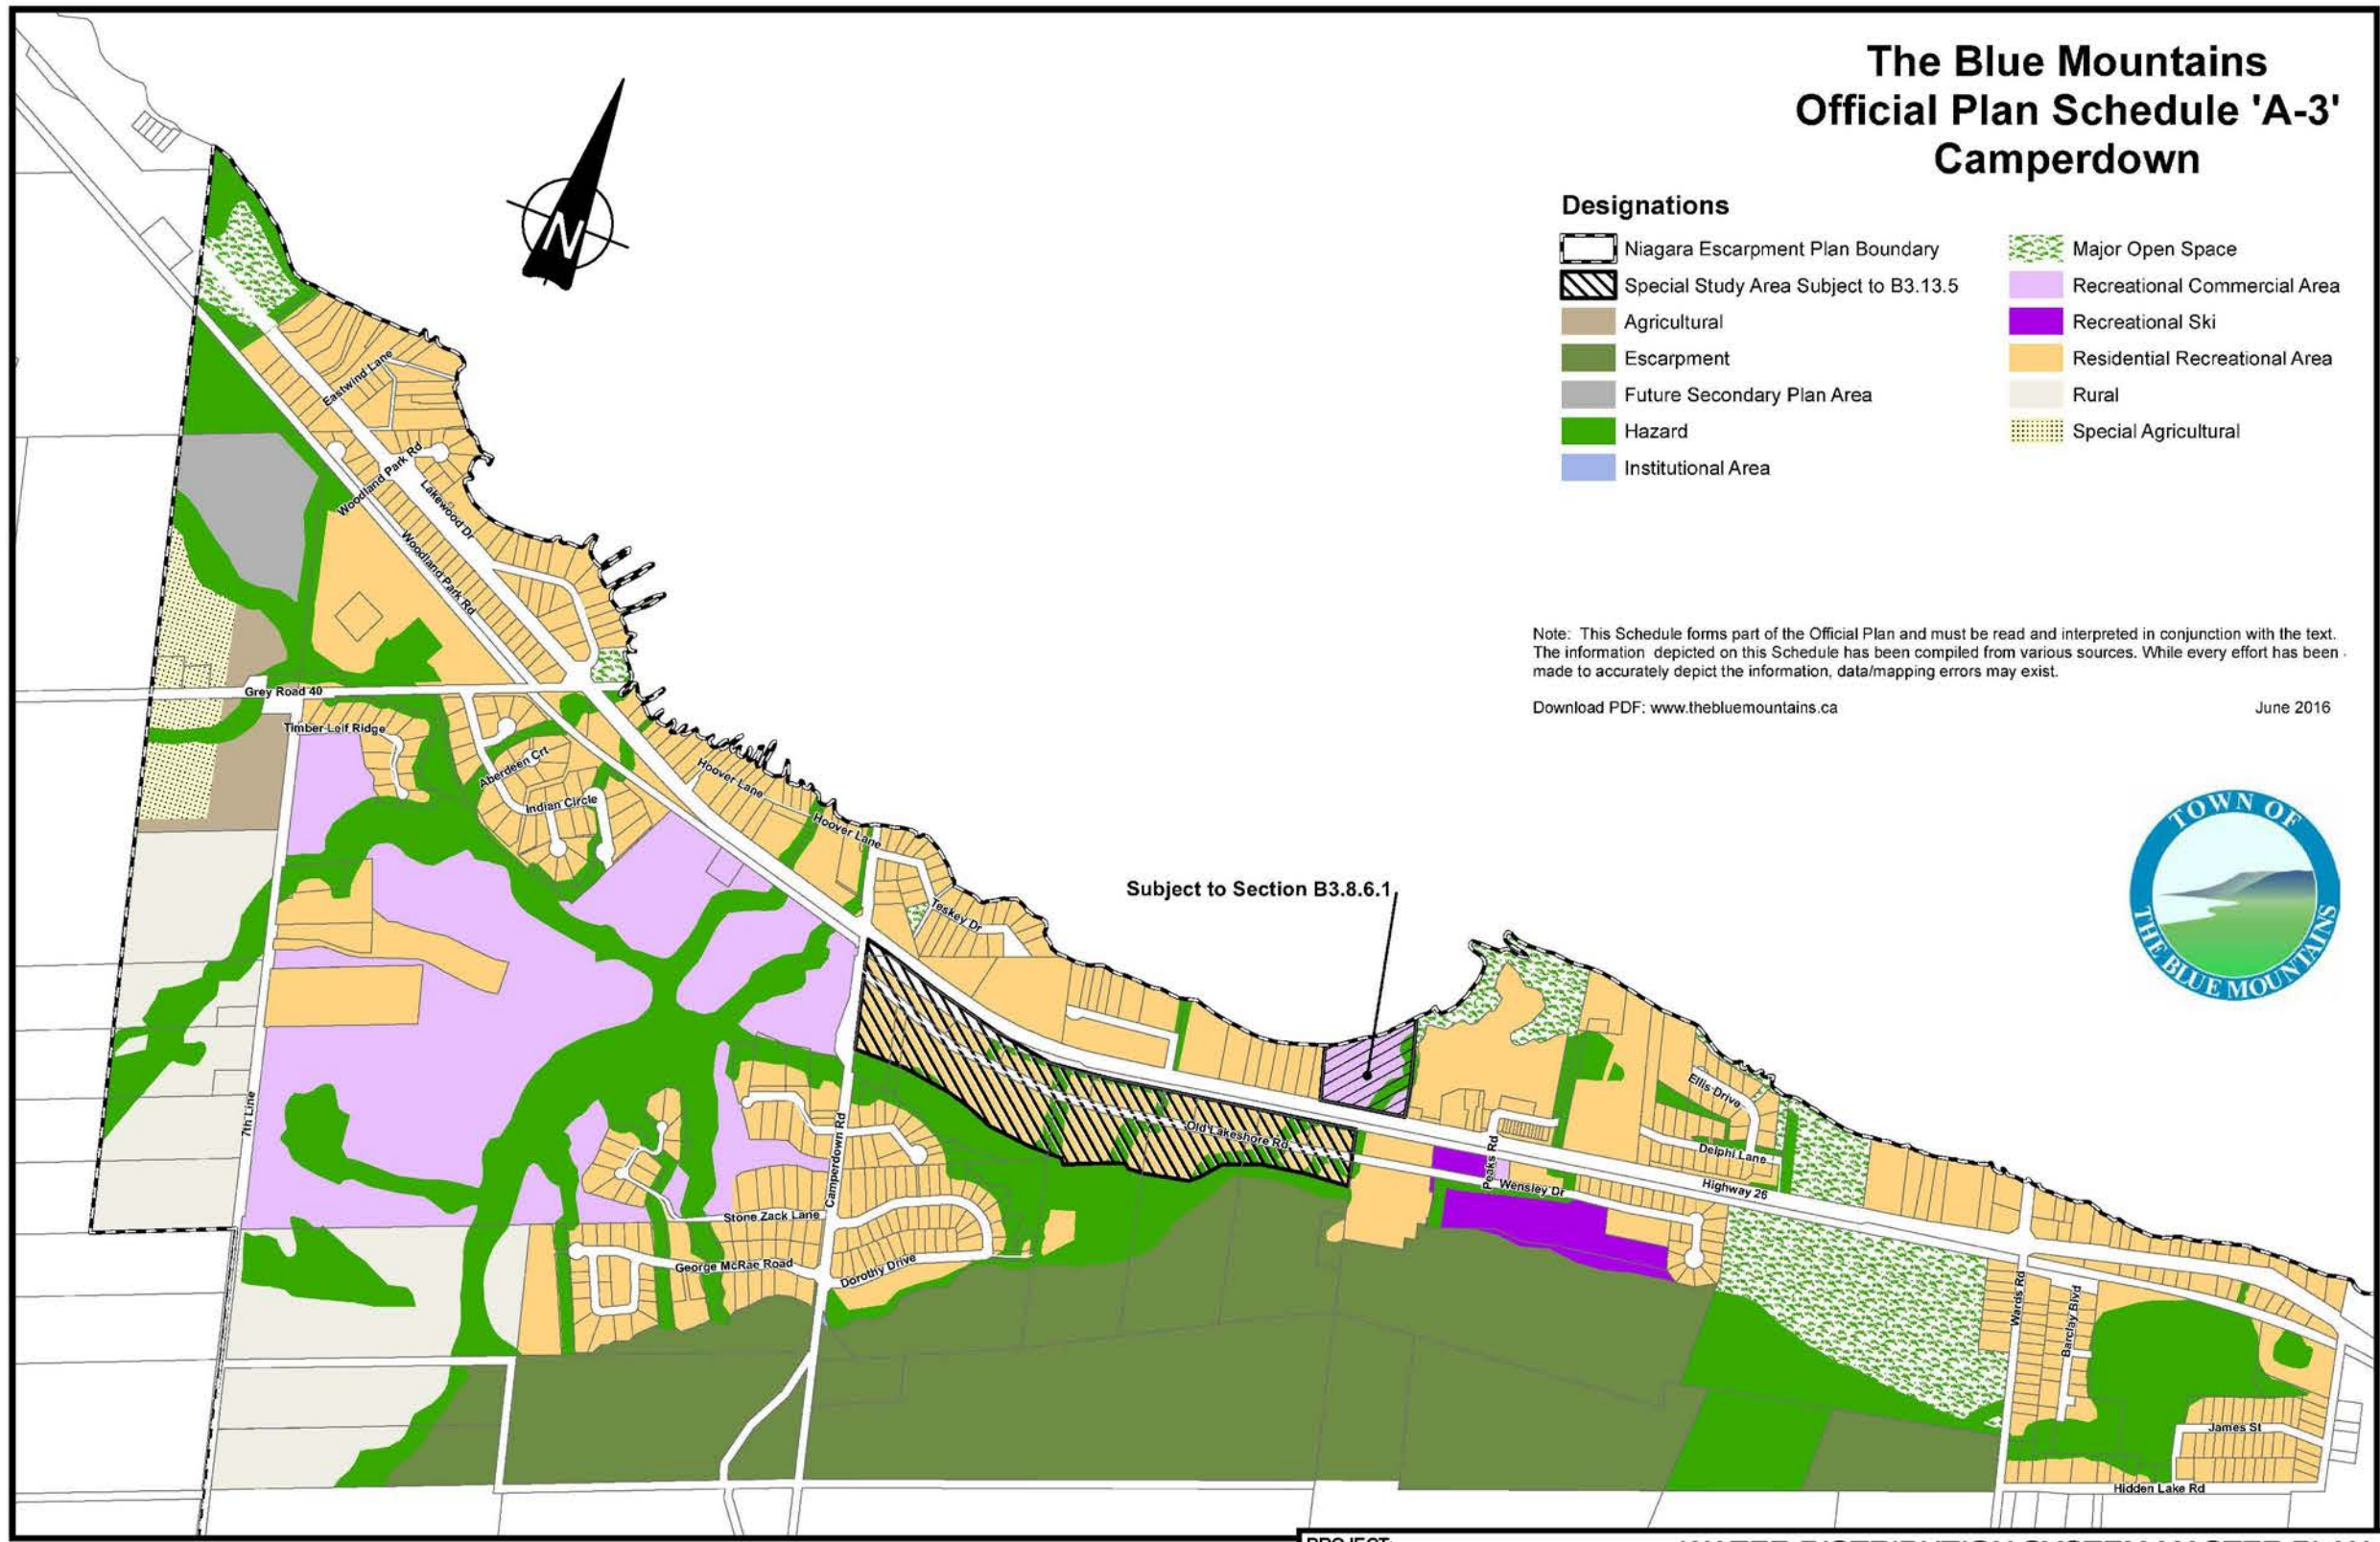 The Blue Mountains
Official Plan Schedule 'A-3'
Camperdown
Designations
Niagara Escarpment Plan Boundary
Special Study Area Subject to B3.13.5
Agricultural
Escarpment
Future Secondary Plan Area
Hazard
Institutional Area
Major Open Space
Recreational Commercial Area
Recreational Ski
Residential Recreational Area
Rural
Special Agricultural
N
Note: This Schedule forms part of the Official Plan and must be read and interpreted in conjunction with the text.
The information depicted on this Schedule has been compiled from various sources. While every effort has been
made to accurately depict the information, data/mapping errors may exist.
Download PDF: www.thebluemountains.ca
June 2016
TOWN OF
THE BLUE MOUNTAINS
Eastwind Lane
Woodland Park Rd
Lakewood Dr
Woodland Park Rd
Grey Road 40
Timber Leif Ridge
Aberdeen Crt
Indian Circle
Hoover Lane
Hoover Lane
Teskey Dr
Subject to Section B3.8.6.1
7th Line
Camperdown Rd
Old Lakeshore Rd
Stone Zack Lane
George McRae Road
Dorothy Drive
Peaks Rd
Wensley Dr
Ellis Drive
Delphi Lane
Highway 26
Wards Rd
Barclay Blvd
James St
Hidden Lake Rd
PROJECT
WATER DISTRIBUTION SYSTEM MASTER PLAN